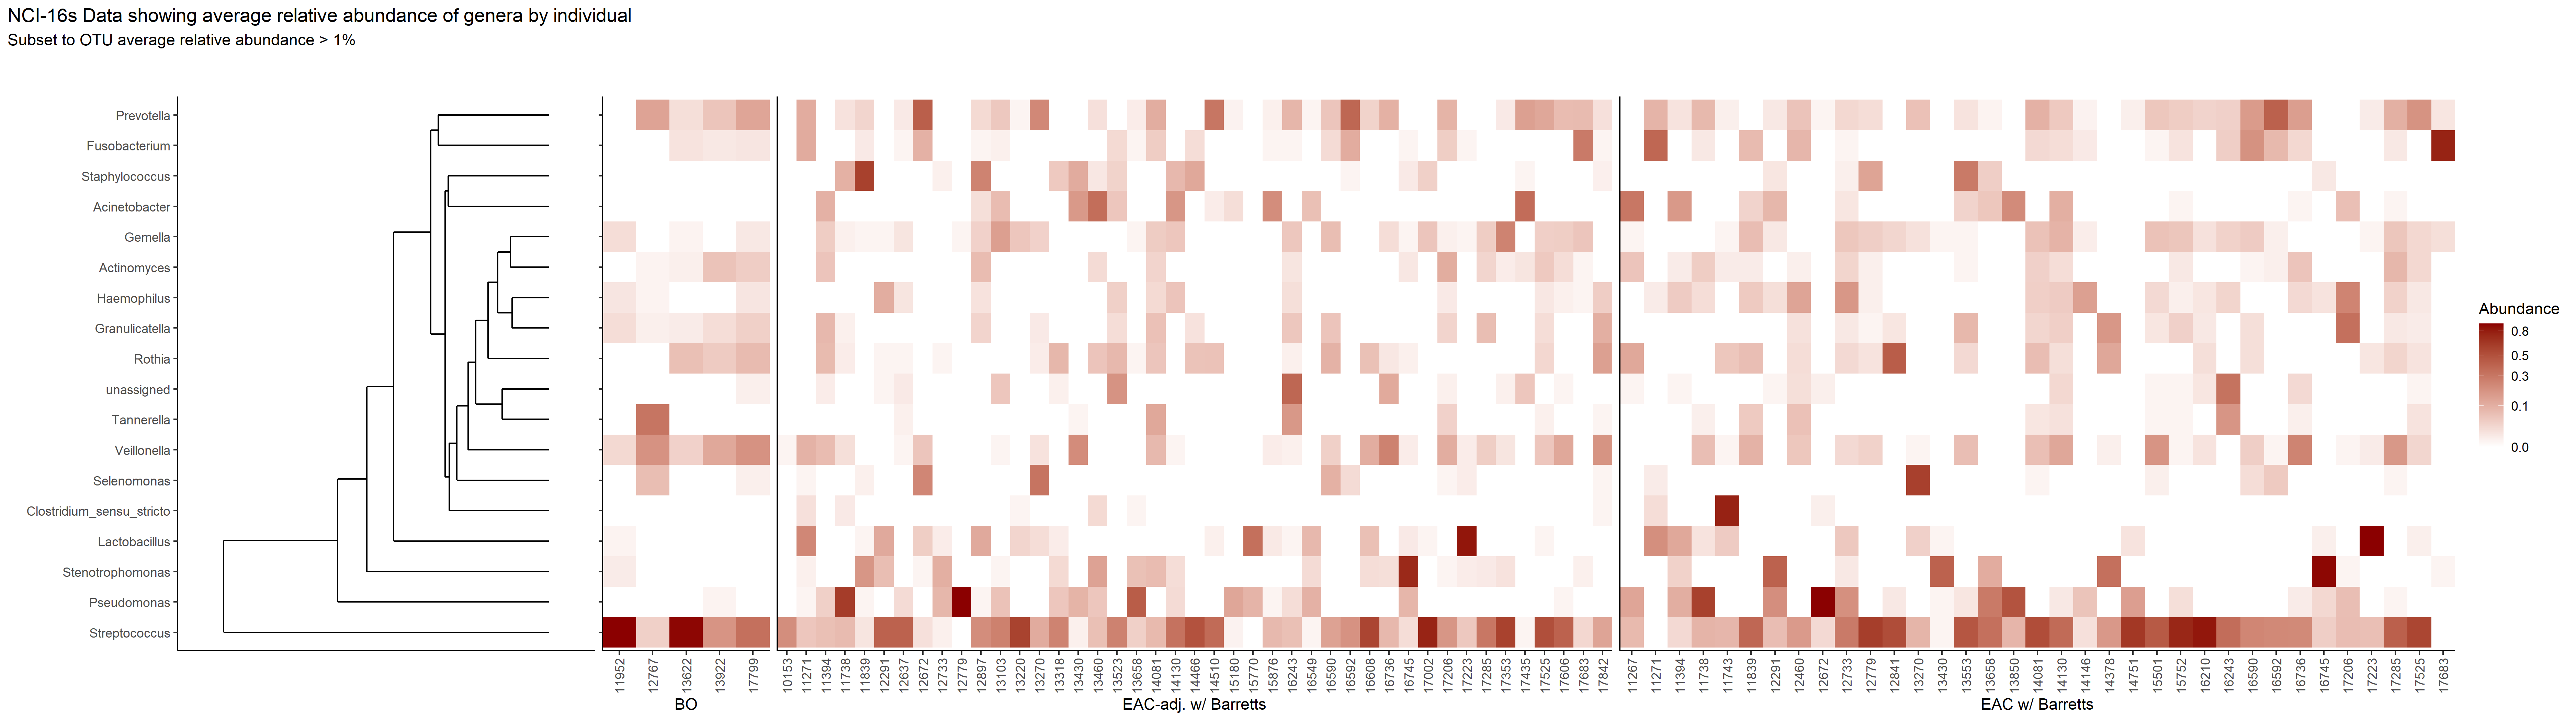 NCI-16s Data showing average relative abundance of genera by individual
Subset to OTU average relative abundance > 1%
Prevotella
Fusobacterium
Staphylococcus
Acinetobacter
Gemella
Actinomyces
Haemophilus
Granulicatella
Rothia
unassigned
Tannerella
Veillonella
Selenomonas
Clostridium_sensu_stricto
Lactobacillus
Stenotrophomonas
Pseudomonas
Streptococcus
11952 12767 13622 13922 17799
BO
10153 11271 11394 11738 11839 12291 12637 12672 12733 12779 12897 13103 13220 13270 13318 13430 13460 13523 13658 14081 14130 14466 14510 15180 15770 15876 16243 16549 16590 16592 16608 16736 16745 17002 17206 17223 17285 17353 17435 17525 17606 17683 17842
EAC-adj. w/ Barretts
11267 11271 11394 11738 11743 11839 12291 12460 12672 12733 12779 12841 13270 13430 13553 13658 13850 14081 14130 14146 14378 14751 15501 15752 16210 16243 16590 16592 16736 16745 17206 17223 17285 17525 17683
EAC w/ Barretts
Abundance
0.8
0.5
0.3
0.1
0.0